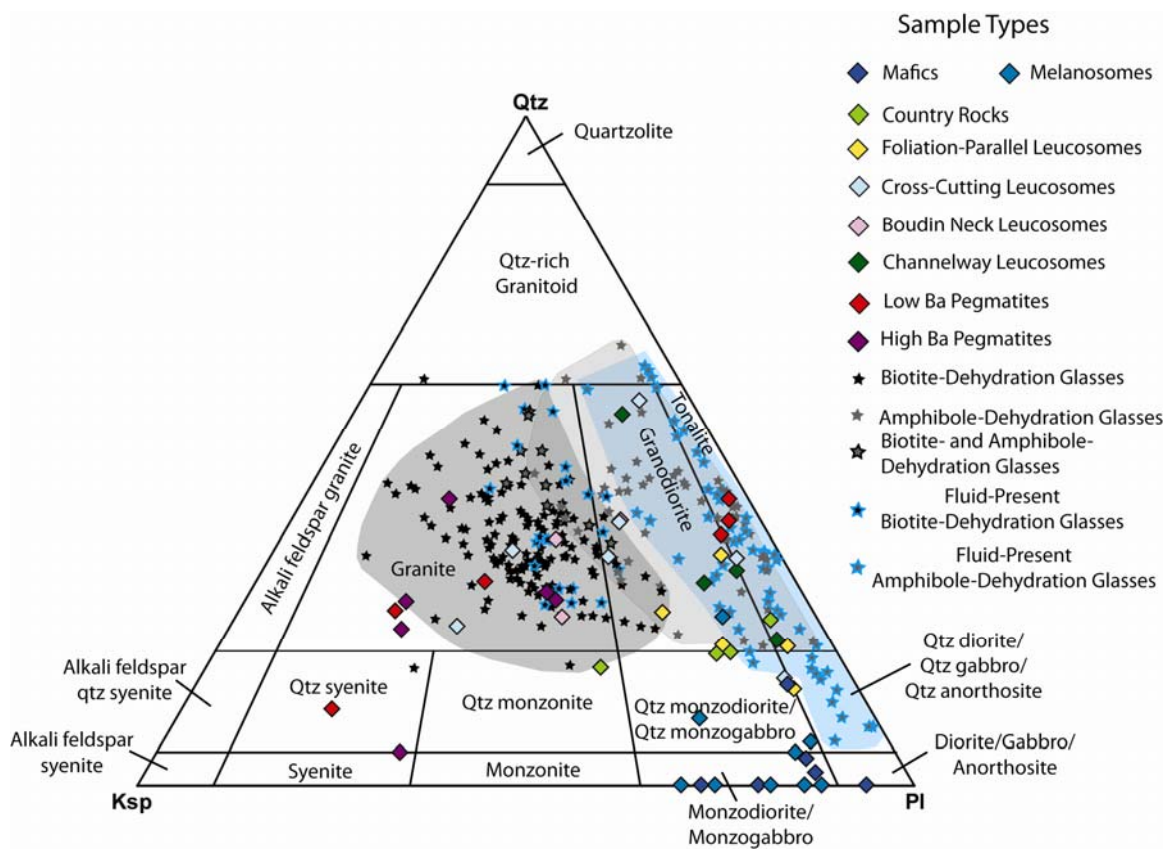 Sample Types
Mafics
Melanosomes
Country Rocks
Foliation-Parallel Leucosomes
Cross-Cutting Leucosomes
Boudin Neck Leucosomes
Channelway Leucosomes
Low Ba Pegmatites
High Ba Pegmatites
Biotite-Dehydration Glasses
Amphibole-Dehydration Glasses
Biotite- and Amphibole-
Dehydration Glasses
Fluid-Present
Biotite-Dehydration Glasses
Fluid-Present
Amphibole-Dehydration Glasses
Qtz
Quartzolite
Qtz-rich
Granitoid
Alkali feldspar granite
Granite
Granodiorite
Tonalite
Alkali feldspar
qtz syenite
Qtz syenite
Qtz monzonite
Qtz monzodiorite/
Qtz monzogabbro
Qtz diorite/
Qtz gabbro/
Qtz anorthosite
Alkali feldspar
syenite
Syenite
Monzonite
Monzodiorite/
Monzogabbro
Diorite/Gabbro/
Anorthosite
Ksp
Pl